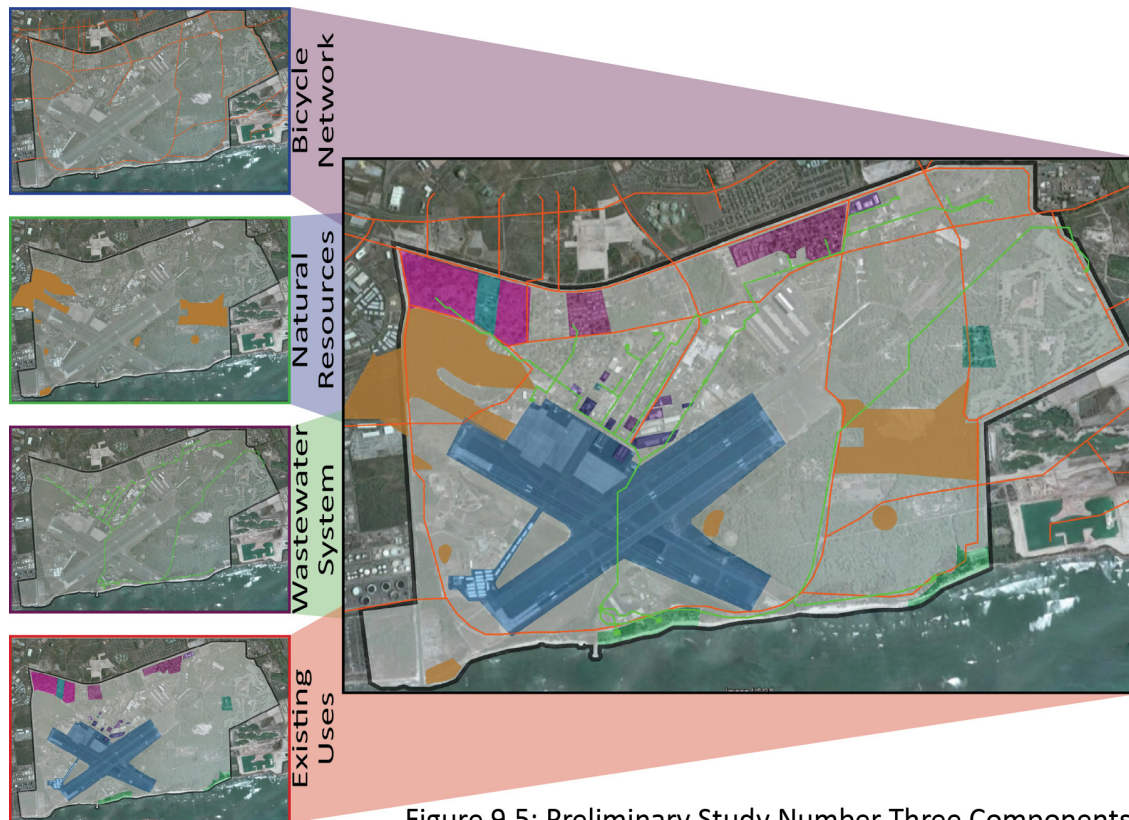 Bicycle
Network
Natural
Resources
Wastewater
System
Existing
Uses
Figure 9.5: Preliminary Study Number Three Components